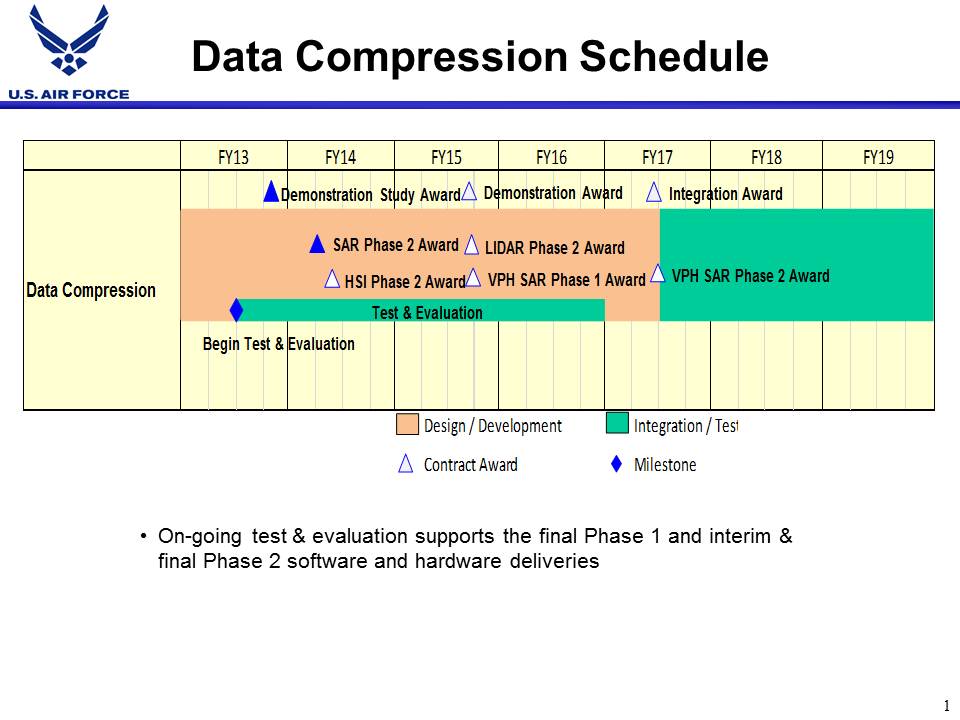 Data Compression Schedule
U.S. AIR FORCE
FY13 FY14 FY15 FY16 FY17 FY18 FY19
Demonstration Study Award Demonstration Award Integration Award
SAR Phase 2 Award LIDAR Phase 2 Award
HSI Phase 2 Award VPH SAR Phase 1 Award VPH SAR Phase 2 Award
Data Compression
Test & Evaluation
Begin Test & Evaluation
Design / Development Integration / Test
Contract Award Milestone
• On-going test & evaluation supports the final Phase 1 and interim &
final Phase 2 software and hardware deliveries
1